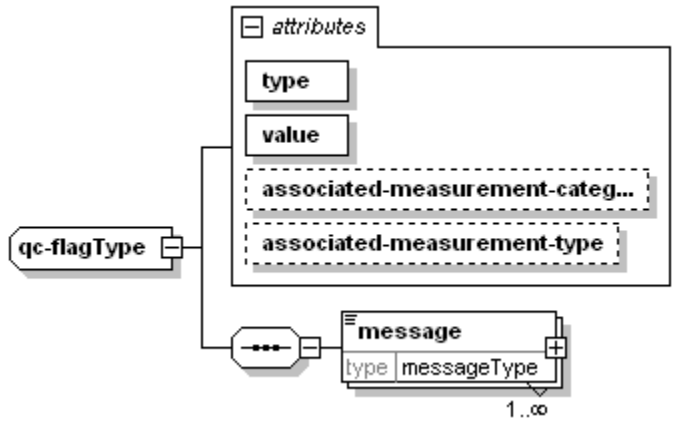 attributes
type
value
associated-measurement-categ...
associated-measurement-type
qc-flagType
message
type messageType
1..∞